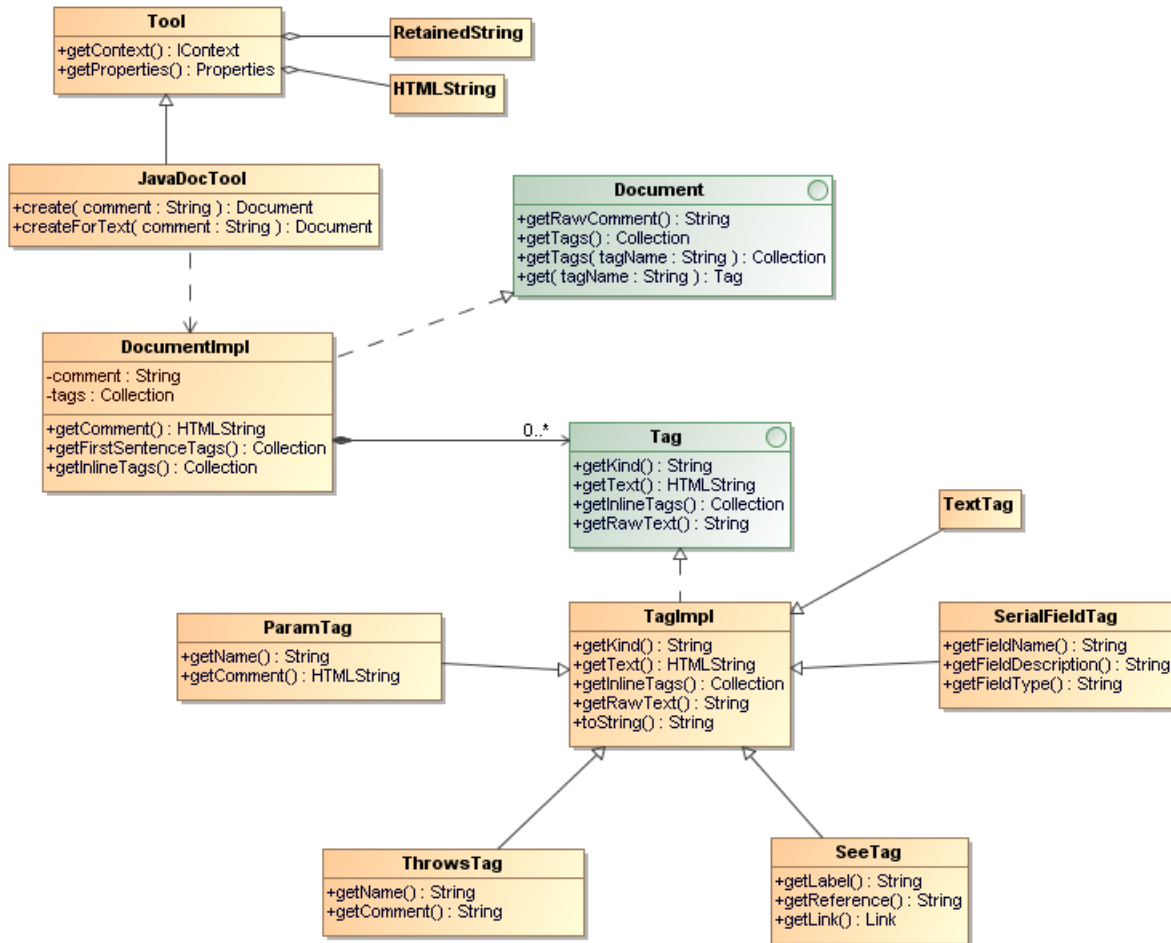 Tool
+getContext() : IContext
+getProperties() : Properties
RetainedString
HTMLString
JavaDocTool
+create( comment : String ) : Document
+createForText( comment : String ) : Document
Document
+getRawComment() : String
+getTags() : Collection
+getTags( tagName : String ) : Collection
+get( tagName : String ) : Tag
DocumentImpl
-comment : String
-tags : Collection
+getComment() : HTMLString
+getFirstSentenceTags() : Collection
+getInlineTags() : Collection
0..*
Tag
+getKind() : String
+getText() : HTMLString
+getInlineTags() : Collection
+getRawText() : String
TextTag
ParamTag
+getName() : String
+getComment() : HTMLString
TagImpl
+getKind() : String
+getText() : HTMLString
+getInlineTags() : Collection
+getRawText() : String
+toString() : String
SerialFieldTag
+getFieldName() : String
+getFieldDescription() : String
+getFieldType() : String
ThrowsTag
+getName() : String
+getComment() : String
SeeTag
+getLabel() : String
+getReference() : String
+getLink() : Link